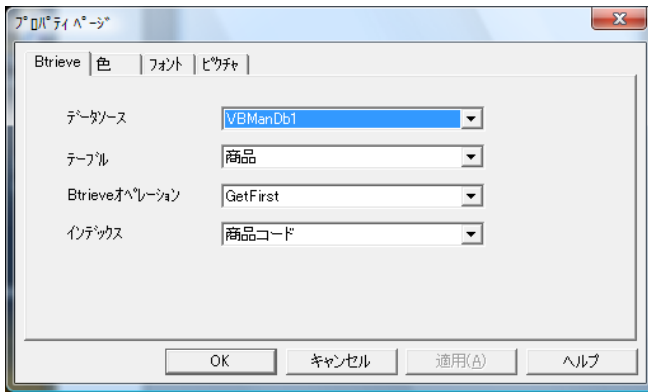 ﾌﾟﾛﾊﾟﾃｨ ﾍﾟｰｼﾞ
Btrieve 色 ﾌｫﾝﾄ ﾋﾟｸﾁｬ
ﾃﾞｰﾀｿｰｽ VBManDb1
ﾃｰﾌﾞﾙ 商品
Btrieveｵﾍﾟﾚｰｼｮﾝ GetFirst
ｲﾝﾃﾞｯｸｽ 商品コード
OK キャンセル 適用(A) ヘルプ